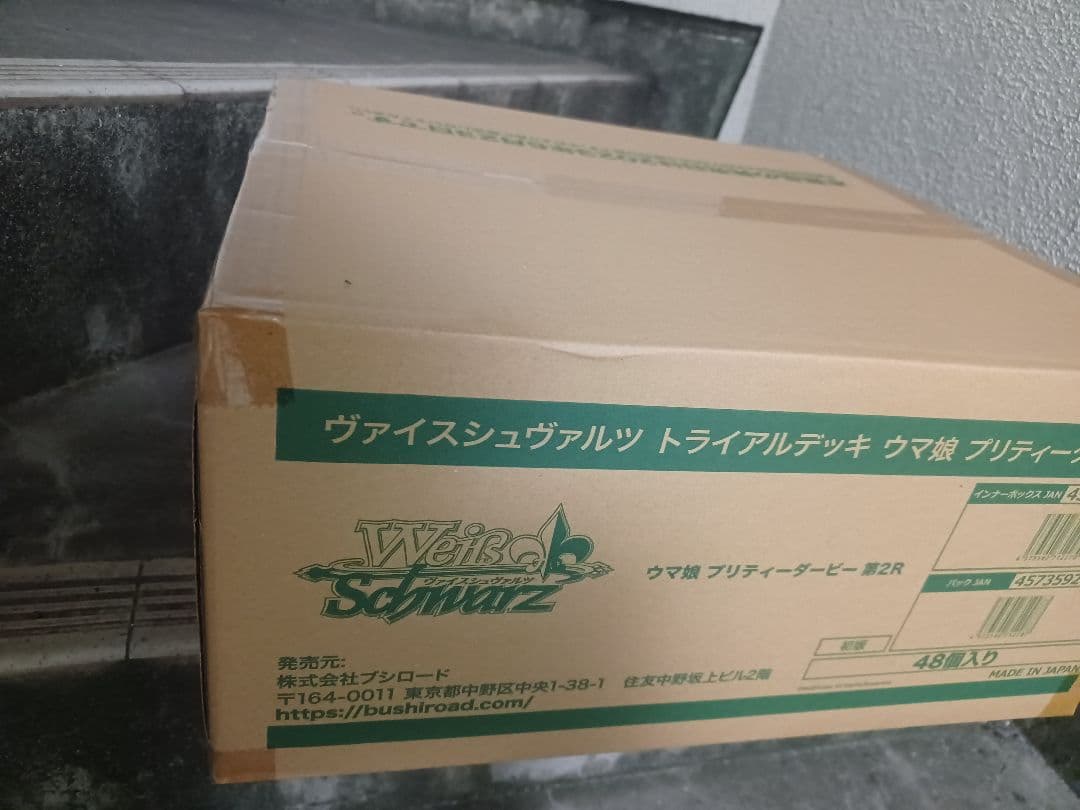 ヴァイスシュヴァルツ トライアルデッキ ウマ娘 プリティー
インナーボックス JAN
Weiß
ヴァイスシュヴァルツ
Schwarz
ウマ娘 プリティーダービー 第2R
パック JAN 4573592
初版
48個入り
MADE IN JAPAN
発売元:
株式会社ブシロード
〒164-0011 東京都中野区中央1-38-1 住友中野坂上ビル2階
https://bushiroad.com/